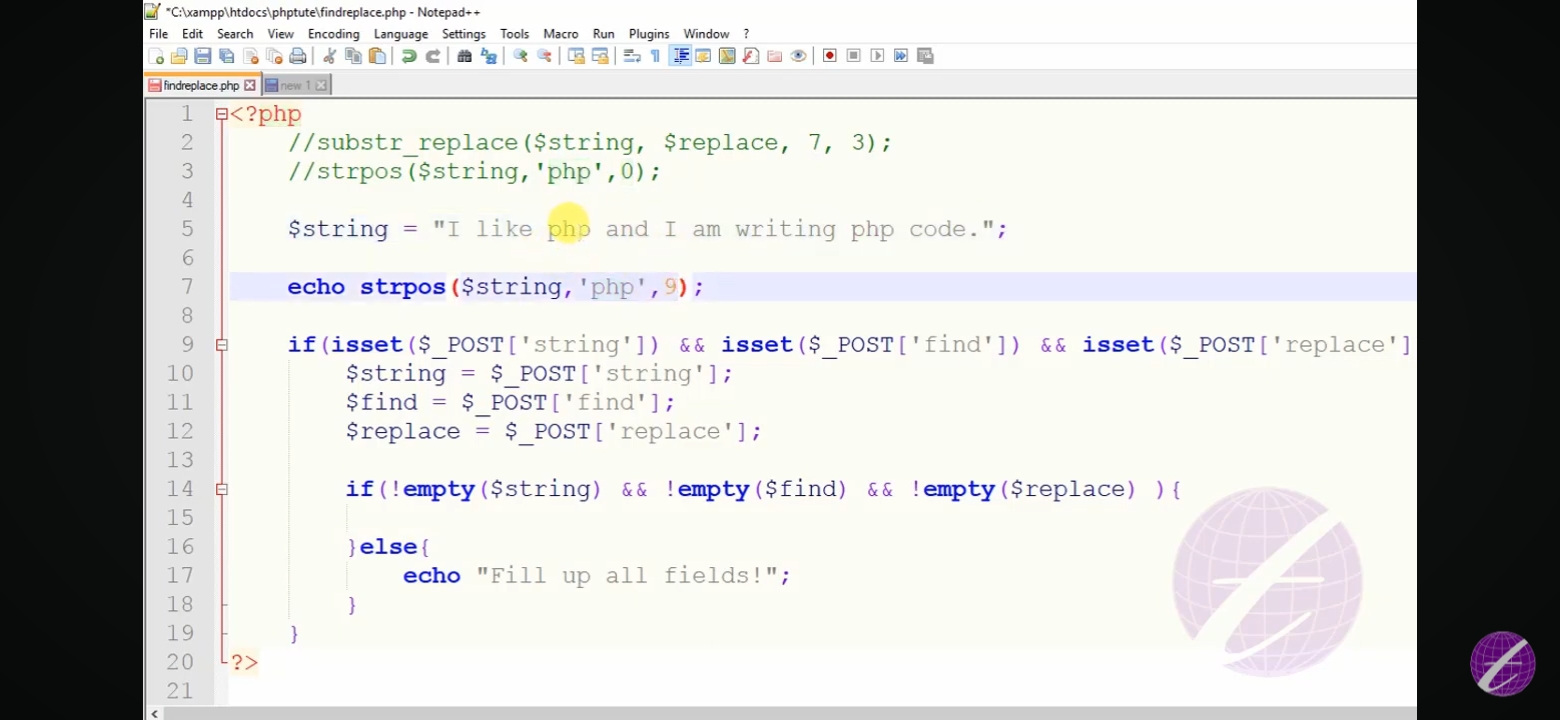 *C:\xampp\htdocs\phptute\findreplace.php - Notepad++
File Edit Search View Encoding Language Settings Tools Macro Run Plugins Window ?
findreplace.php new 1
1 <?php
2 //substr_replace($string, $replace, 7, 3);
3 //strpos($string,'php',0);
4
5 $string = "I like php and I am writing php code.";
6
7 echo strpos($string,'php',9);
8
9 if(isset($_POST['string']) && isset($_POST['find']) && isset($_POST['replace']
10 $string = $_POST['string'];
11 $find = $_POST['find'];
12 $replace = $_POST['replace'];
13
14 if(!empty($string) && !empty($find) && !empty($replace) ){
15
16 }else{
17 echo "Fill up all fields!";
18 }
19 }
20 ?>
21